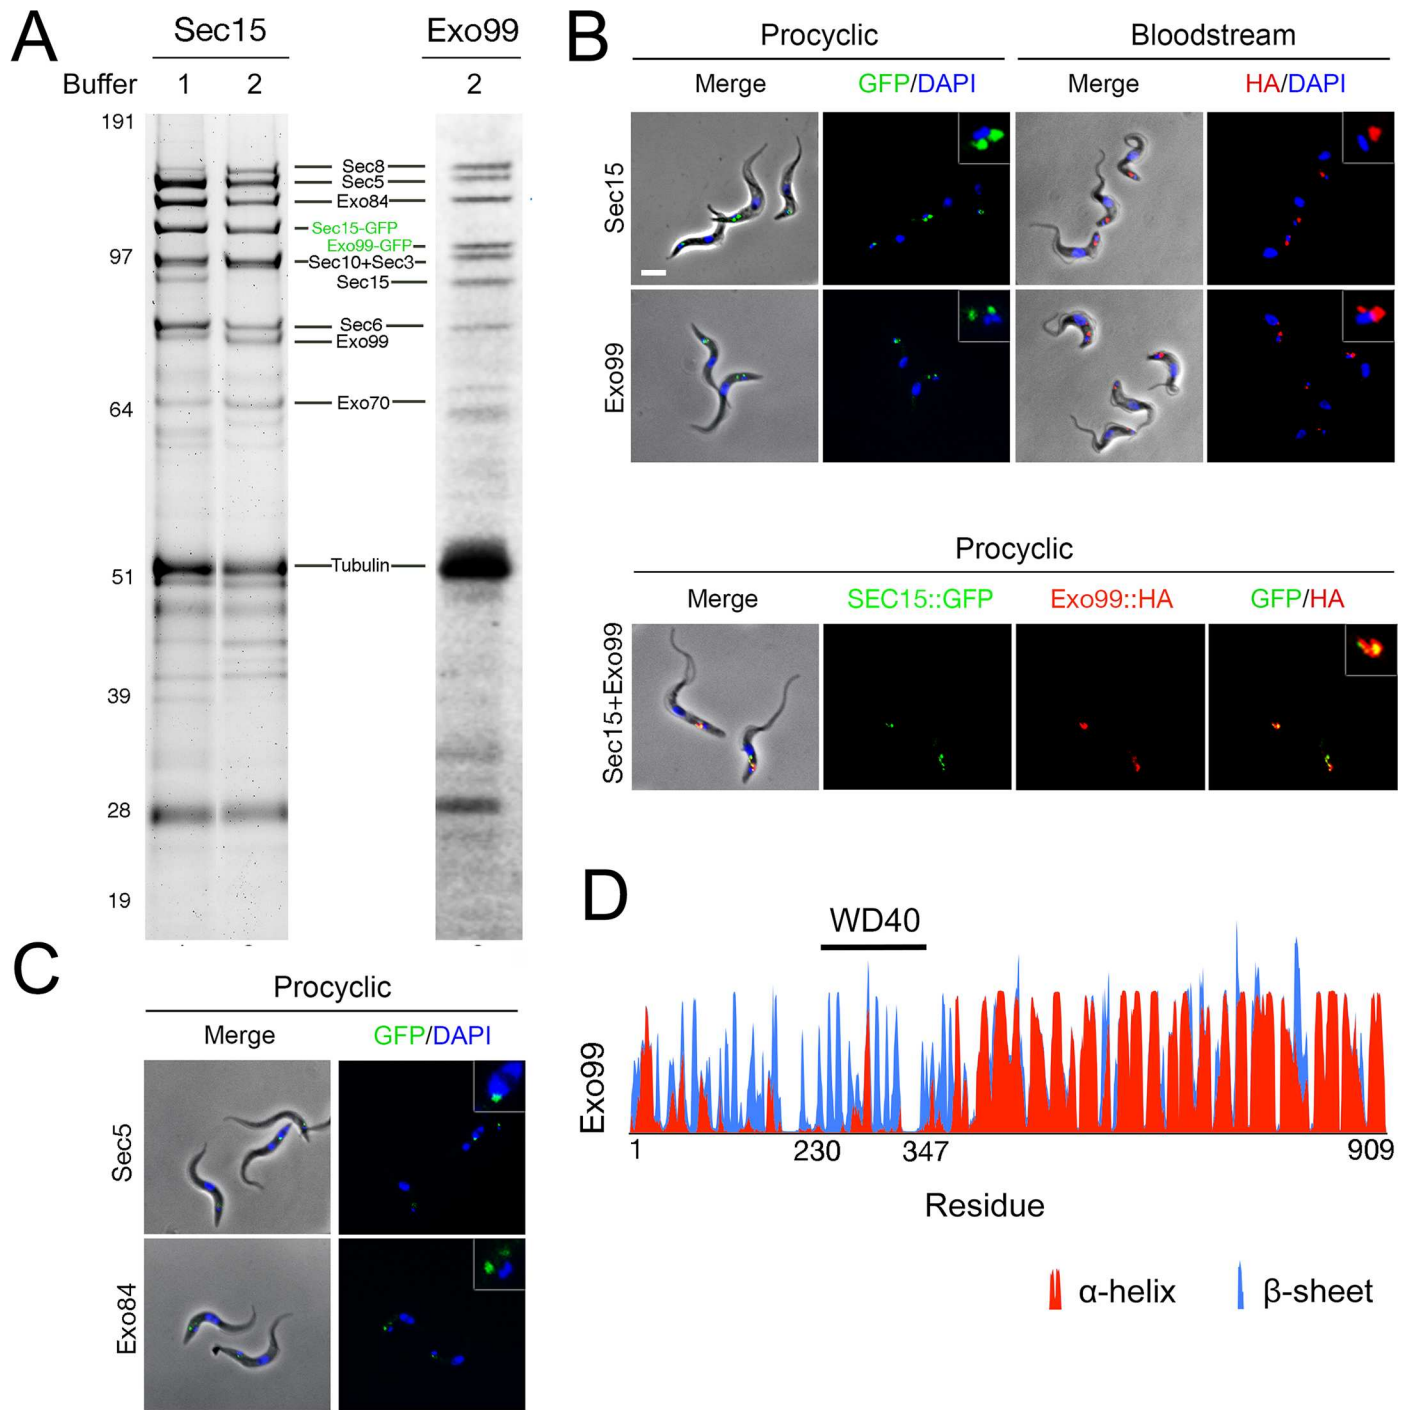 A
Sec15
Exo99
Buffer
1
2
2
191
97
64
51
39
28
19
Sec8
Sec5
Exo84
Sec15-GFP
Exo99-GFP
Sec10+Sec3
Sec15
Sec6
Exo99
Exo70
Tubulin
B
Procyclic
Bloodstream
Merge
GFP/DAPI
Merge
HA/DAPI
Sec15
Exo99
Procyclic
Merge
SEC15::GFP
Exo99::HA
GFP/HA
Sec15+Exo99
C
Procyclic
Merge
GFP/DAPI
Sec5
Exo84
D
WD40
Exo99
1
230
347
909
Residue
α-helix
β-sheet